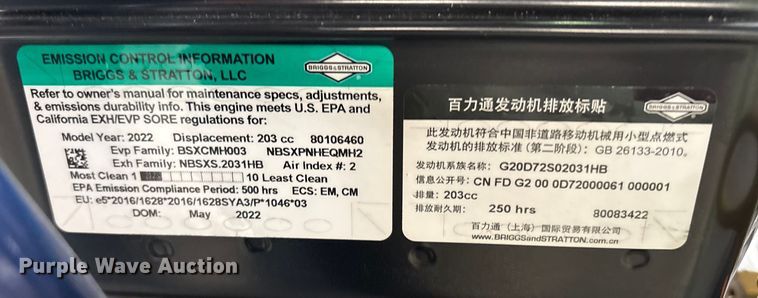 EMISSION CONTROL INFORMATION
BRIGGS & STRATTON, LLC
BRIGGS & STRATTON
Refer to owner's manual for maintenance specs, adjustments,
& emissions durability info. This engine meets U.S. EPA and
California EXH/EVP SORE regulations for:
Model Year: 2022 Displacement: 203 cc 80106460
Evp Family: BSXCMH003 NBSXPNHEQMH2
Exh Family: NBSXS.2031HB Air Index #: 2
Most Clean 1 10 Least Clean
EPA Emission Compliance Period: 500 hrs ECS: EM, CM
EU: e5*2016/1628*2016/1628SYA3/P*1046*03
DOM: May 2022
百力通发动机排放标贴
BRIGGS & STRATTON
此发动机符合中国非道路移动机械用小型点燃式
发动机的排放标准(第二阶段): GB 26133-2010。
发动机系族名称: G20D72S02031HB
信息公开号: CN FD G2 00 0D72000061 000001
排量: 203cc
排放耐久期: 250 hrs 80083422
百力通(上海)国际贸易有限公司
www.BRIGGSandSTRATTON.com.cn
Purple Wave Auction